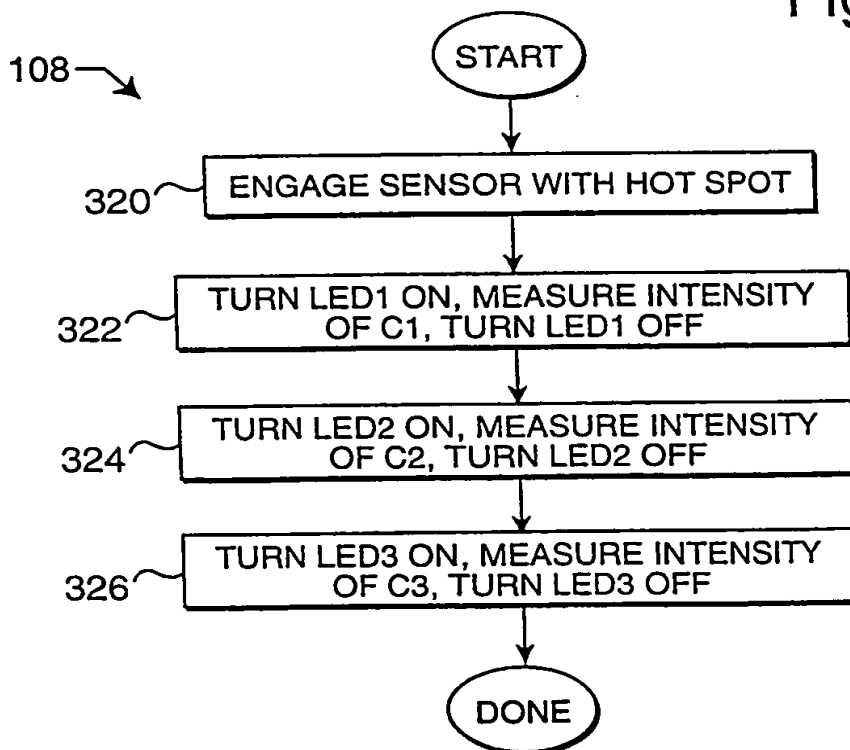 Fig
108
START
320
ENGAGE SENSOR WITH HOT SPOT
322
TURN LED1 ON, MEASURE INTENSITY
OF C1, TURN LED1 OFF
324
TURN LED2 ON, MEASURE INTENSITY
OF C2, TURN LED2 OFF
326
TURN LED3 ON, MEASURE INTENSITY
OF C3, TURN LED3 OFF
DONE